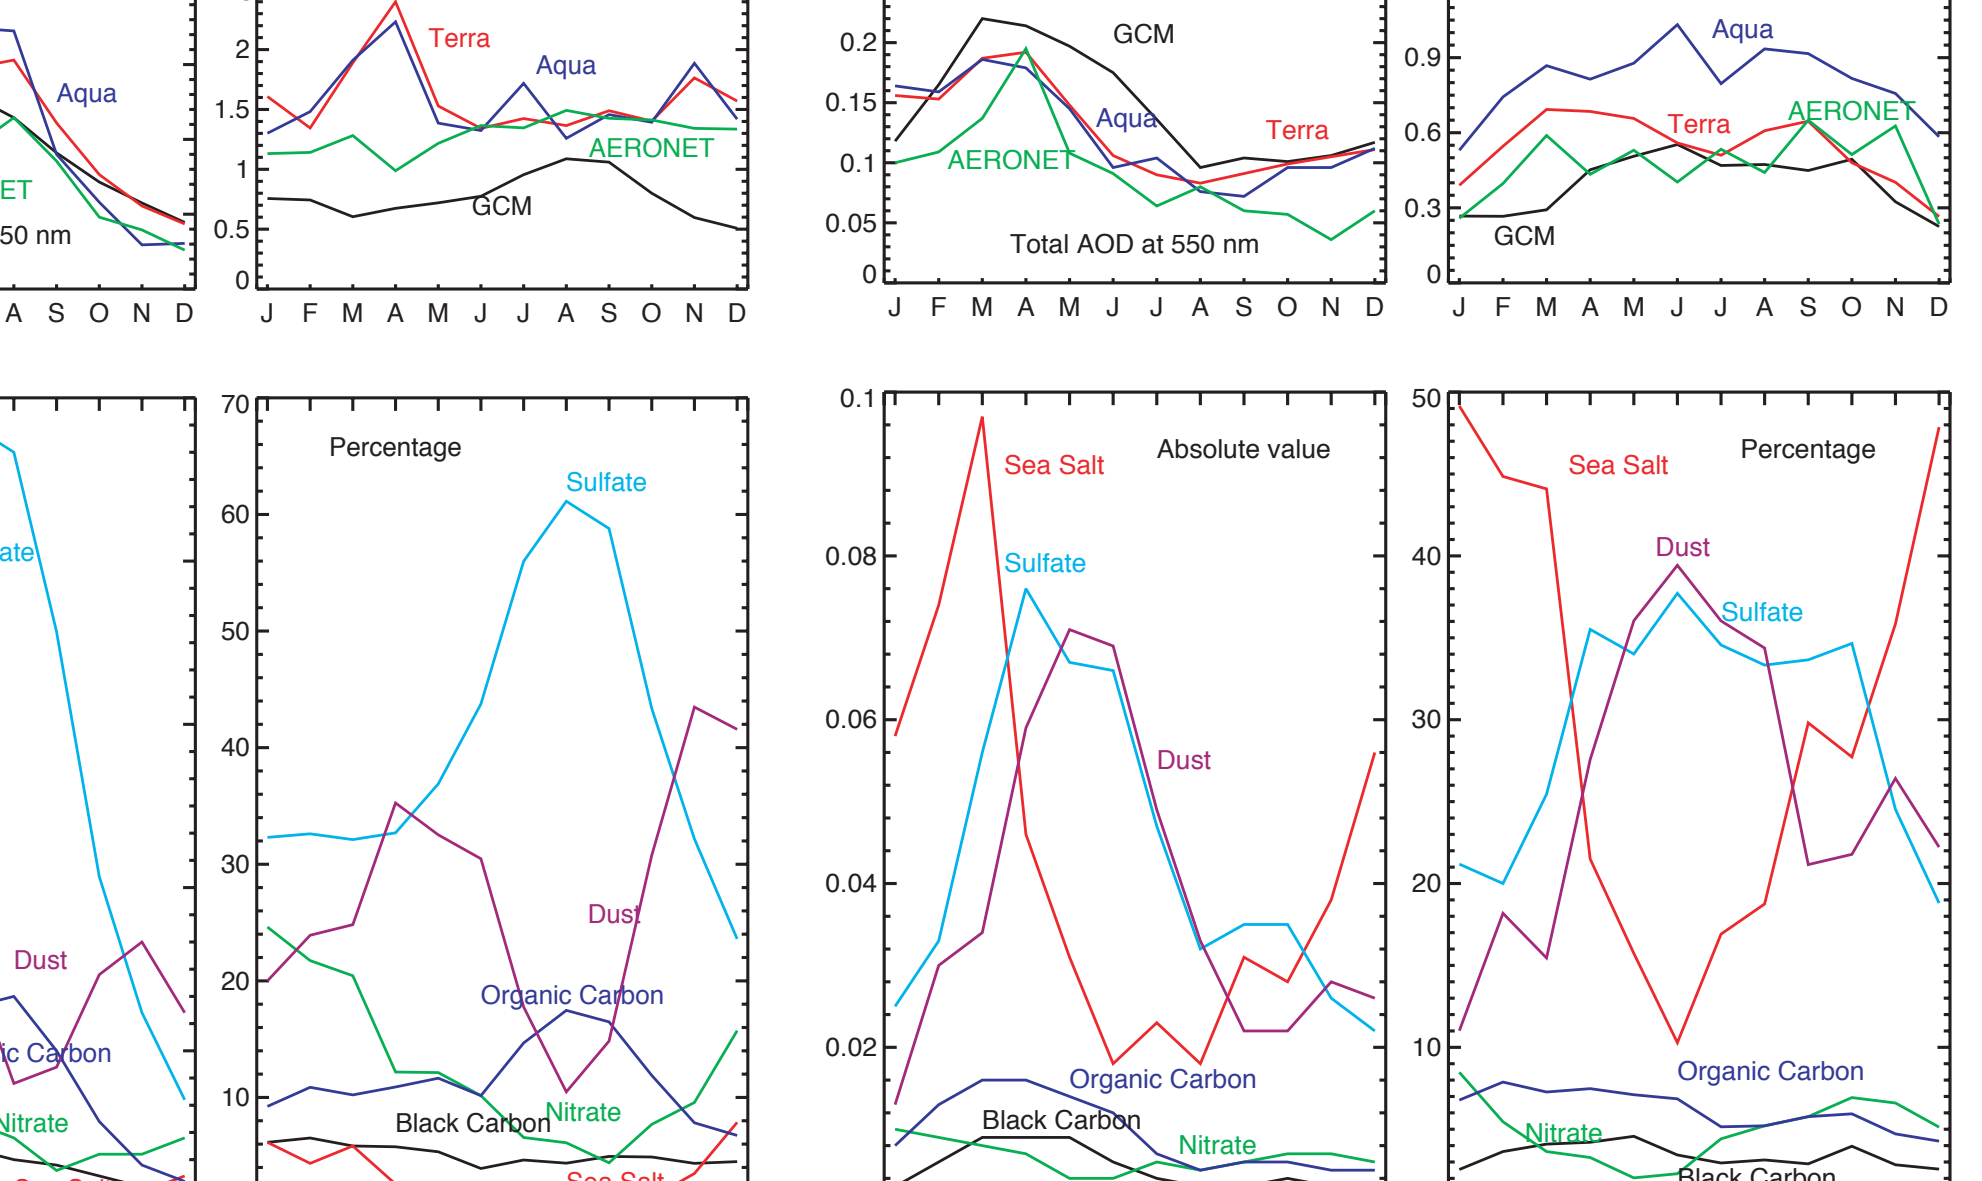 Aqua
ET
50 nm
A S O N D
2
1.5
1
0.5
0
Terra
Aqua
AERONET
GCM
J F M A M J J A S O N D
0.2
0.15
0.1
0.05
0
GCM
Aqua
Terra
AERONET
Total AOD at 550 nm
J F M A M J J A S O N D
0.9
0.6
0.3
0
Aqua
AERONET
Terra
GCM
J F M A M J J A S O N D
ate
Dust
ic Carbon
Nitrate
70
60
50
40
30
20
10
Percentage
Sulfate
Dust
Organic Carbon
Nitrate
Black Carbon
Sea Salt
0.1
0.08
0.06
0.04
0.02
Absolute value
Sea Salt
Sulfate
Dust
Organic Carbon
Black Carbon
Nitrate
50
40
30
20
10
Percentage
Sea Salt
Dust
Sulfate
Organic Carbon
Nitrate
Black Carbon